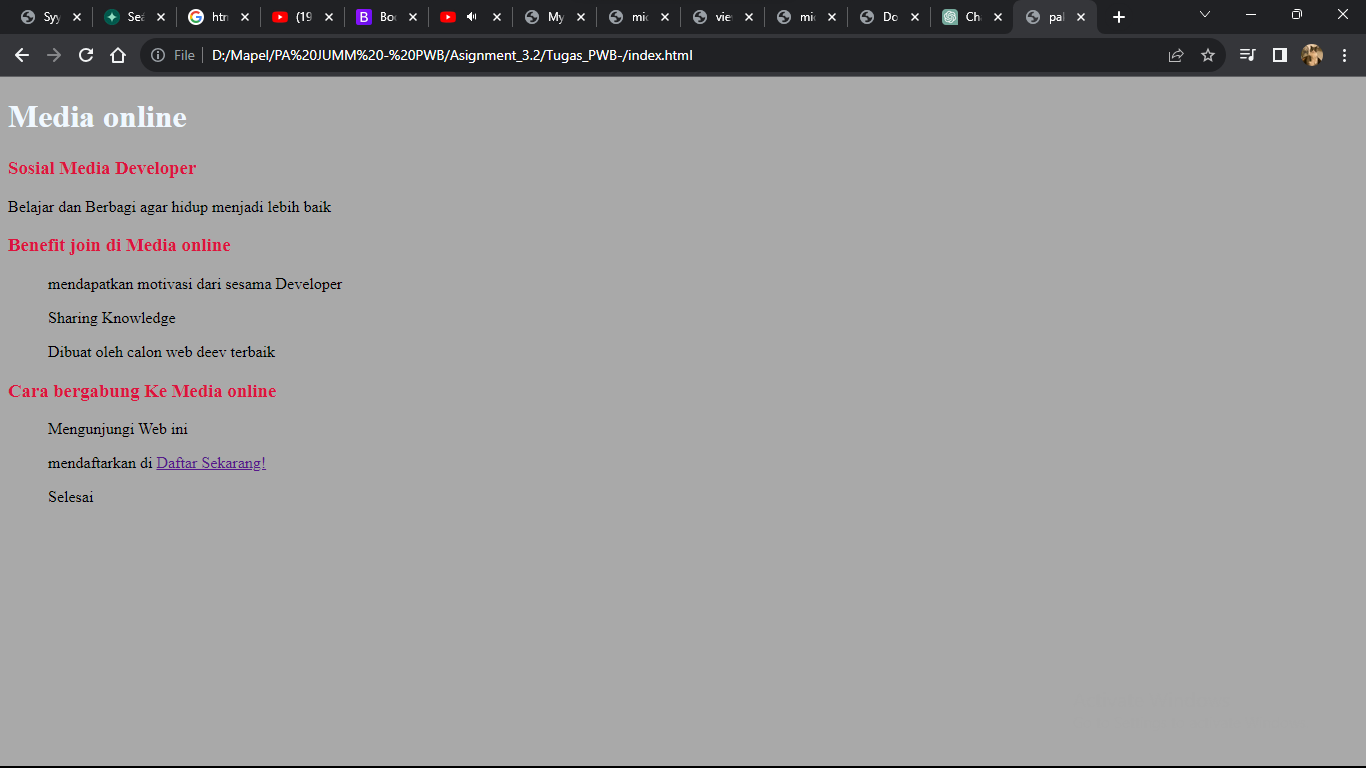 Syy
Sea
htm
(19
Bo
My
mic
vie
mic
Do
Ch
pal
File
D:/Mapel/PA%20JUMM%20-%20PWB/Asignment_3.2/Tugas_PWB-/index.html
Media online
Sosial Media Developer
Belajar dan Berbagi agar hidup menjadi lebih baik
Benefit join di Media online
mendapatkan motivasi dari sesama Developer
Sharing Knowledge
Dibuat oleh calon web deev terbaik
Cara bergabung Ke Media online
Mengunjungi Web ini
mendaftarkan di Daftar Sekarang!
Selesai